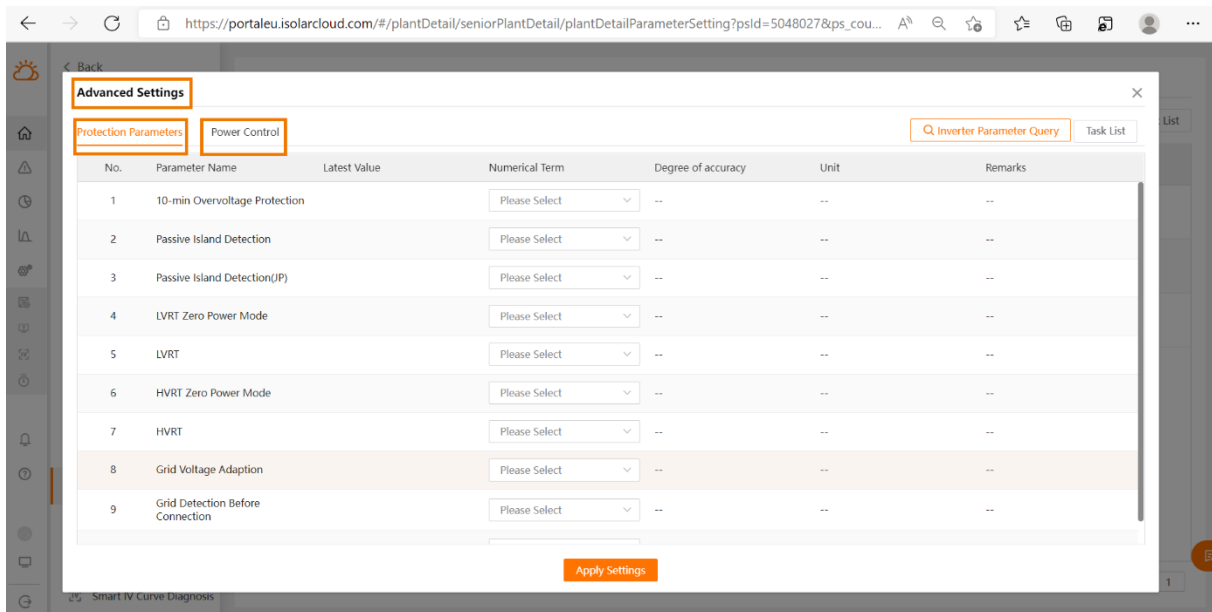 https://portaleu.isolarcloud.com/#/plantDetail/seniorPlantDetail/plantDetailParameterSetting?psId=5048027&ps_cou...
Back
Advanced Settings
Protection Parameters Power Control Inverter Parameter Query Task List List
No. Parameter Name Latest Value Numerical Term Degree of accuracy Unit Remarks
1 10-min Overvoltage Protection Please Select -- -- --
2 Passive Island Detection Please Select -- -- --
3 Passive Island Detection(JP) Please Select -- -- --
4 LVRT Zero Power Mode Please Select -- -- --
5 LVRT Please Select -- -- --
6 HVRT Zero Power Mode Please Select -- -- --
7 HVRT Please Select -- -- --
8 Grid Voltage Adaption Please Select -- -- --
9 Grid Detection Before Please Select -- -- --
Connection
Apply Settings
1
Smart IV Curve Diagnosis